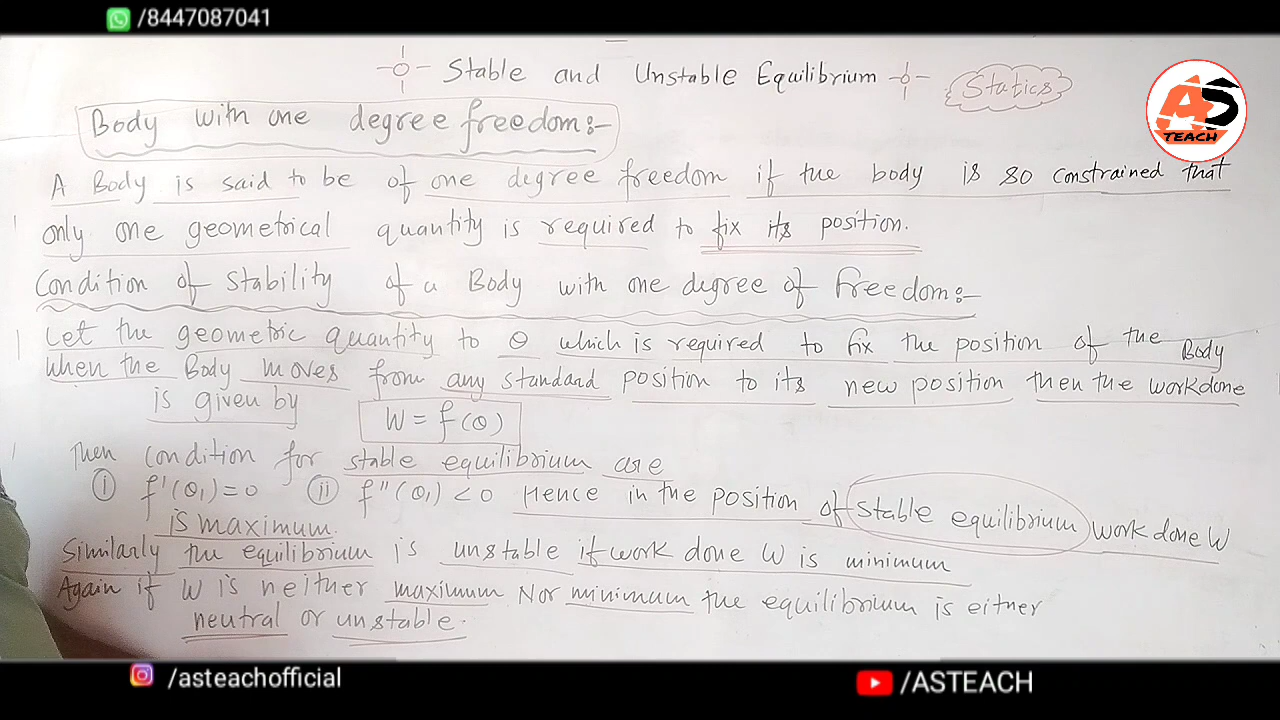 /8447087041
Stable and Unstable Equilibrium
Statics
AS
TEACH
Body with one degree freedom:-
A Body is said to be of one degree freedom if the body is so constrained that
only one geometrical quantity is required to fix its position.
Condition of Stability of a Body with one degree of freedom:-
Let the geometric quantity to θ which is required to fix the position of the Body
when the Body moves from any standard position to its new position then the workdone
is given by W = f(θ)
Then condition for stable equilibrium are
(i) f'(θ₁)=0 (ii) f"(θ₁) <0 Hence in the position of stable equilibrium work done W
is maximum.
Similarly the equilibrium is unstable if work done W is minimum
Again if W is neither maximum Nor minimum the equilibrium is either
neutral or unstable.
/asteachofficial
/ASTEACH